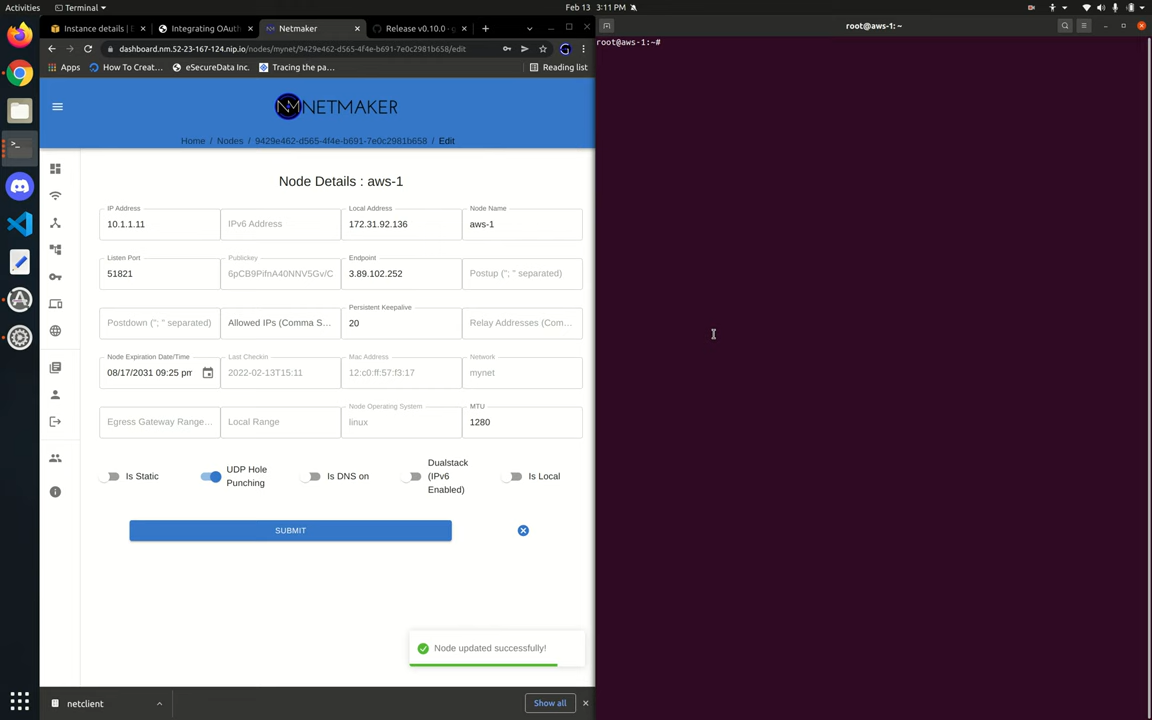 Activities
Terminal
Feb 13 3:11 PM
Instance details |
Integrating OAuth
Netmaker
Release v0.10.0 · g
root@aws-1: ~
dashboard.nm.52-23-167-124.nip.io/nodes/mynet/9429e462-d565-4f4e-b691-7e0c2981b658/edit
root@aws-1:~#
Apps
How To Creat...
eSecureData Inc.
Tracing the pa...
Reading list
NETMAKER
Home / Nodes / 9429e462-d565-4f4e-b691-7e0c2981b658 / Edit
Node Details : aws-1
IP Address
10.1.1.11
IPv6 Address
Local Address
172.31.92.136
Node Name
aws-1
Listen Port
51821
Publickey
6pCB9PifnA40NNV5Gv/C
Endpoint
3.89.102.252
Postup ("; " separated)
Postdown ("; " separated)
Allowed IPs (Comma S...
Persistent Keepalive
20
Relay Addresses (Com...
Node Expiration Date/Time
08/17/2031 09:25 pm
Last Checkin
2022-02-13T15:11
Mac Address
12:c0:ff:57:f3:17
Network
mynet
Egress Gateway Range...
Local Range
Node Operating System
linux
MTU
1280
Is Static
UDP Hole
Punching
Is DNS on
Dualstack
(IPv6
Enabled)
Is Local
SUBMIT
Node updated successfully!
netclient
Show all